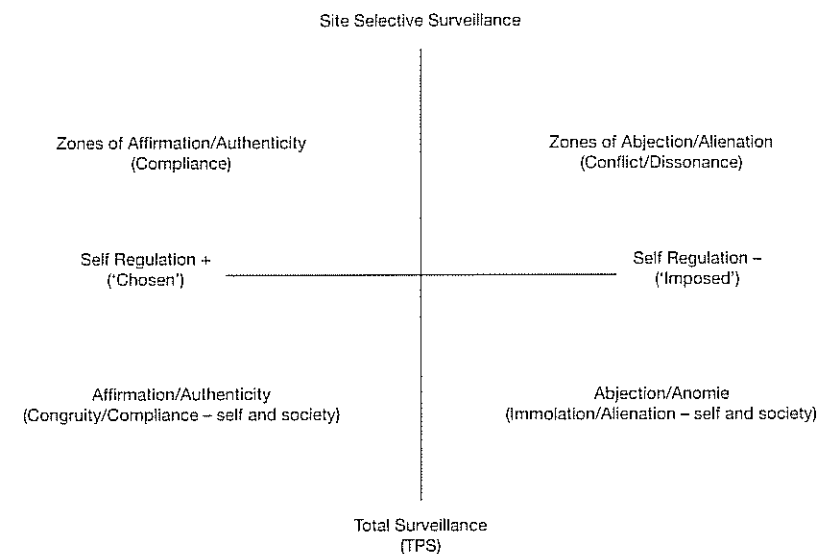 Site Selective Surveillance
Zones of Affirmation/Authenticity
(Compliance)
Zones of Abjection/Alienation
(Conflict/Dissonance)
Self Regulation +
('Chosen')
Self Regulation –
('Imposed')
Affirmation/Authenticity
(Congruity/Compliance – self and society)
Abjection/Anomie
(Immolation/Alienation – self and society)
Total Surveillance
(TPS)